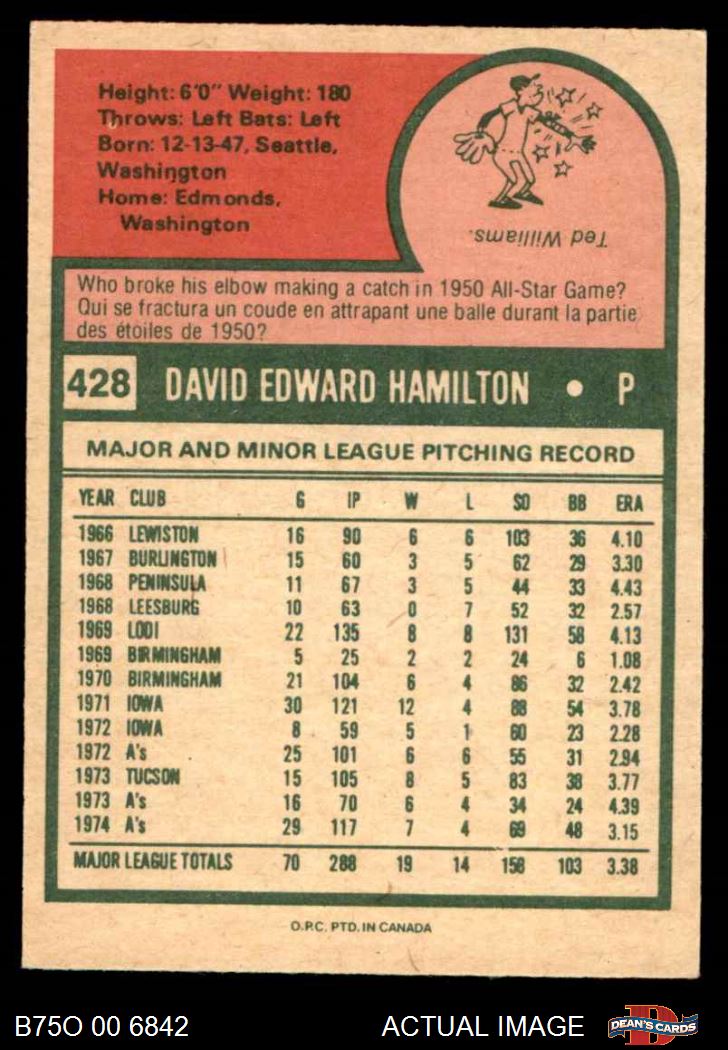 Height: 6'0" Weight: 180
Throws: Left Bats: Left
Born: 12-13-47, Seattle,
Washington
Home: Edmonds,
Washington
Ted Williams.
Who broke his elbow making a catch in 1950 All-Star Game?
Qui se fractura un coude en attrapant une balle durant la partie
des étoiles de 1950?
428 DAVID EDWARD HAMILTON • P
MAJOR AND MINOR LEAGUE PITCHING RECORD
YEAR CLUB G IP W L SO BB ERA
1966 LEWISTON 16 90 6 6 103 36 4.10
1967 BURLINGTON 15 60 3 5 62 29 3.30
1968 PENINSULA 11 67 3 5 44 33 4.43
1968 LEESBURG 10 63 0 7 52 32 2.57
1969 LODI 22 135 8 8 131 58 4.13
1969 BIRMINGHAM 5 25 2 2 24 6 1.08
1970 BIRMINGHAM 21 104 6 4 86 32 2.42
1971 IOWA 30 121 12 4 88 54 3.78
1972 IOWA 8 59 5 1 60 23 2.28
1972 A's 25 101 6 6 55 31 2.94
1973 TUCSON 15 105 8 5 83 38 3.77
1973 A's 16 70 6 4 34 24 4.39
1974 A's 29 117 7 4 69 48 3.15
MAJOR LEAGUE TOTALS 70 288 19 14 158 103 3.38
O.P.C. PTD. IN CANADA
B75O 00 6842 ACTUAL IMAGE DEAN'S CARDS